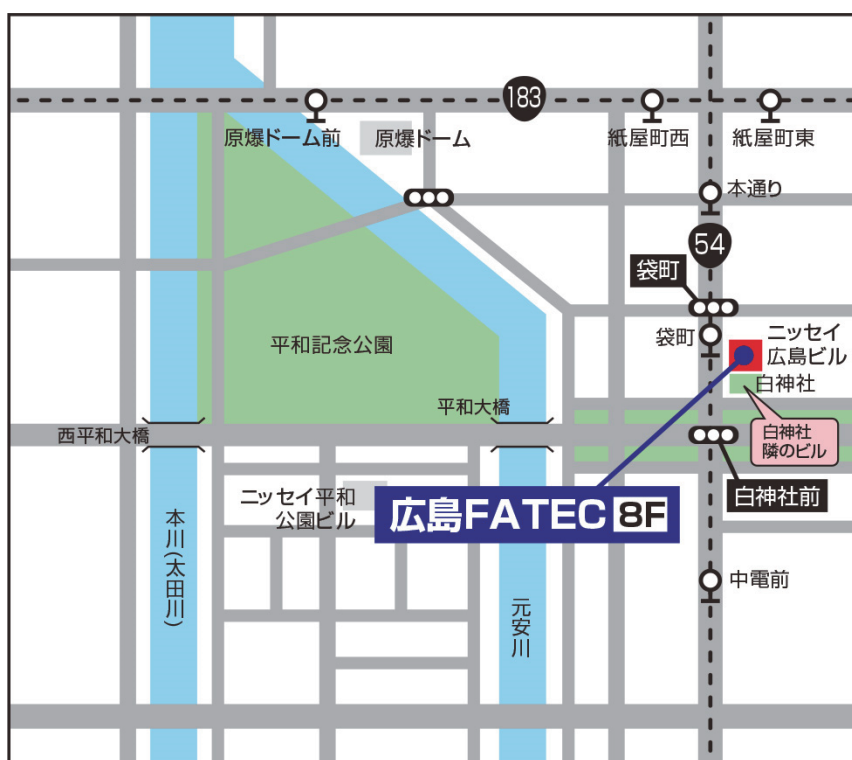 183
原爆ドーム前
原爆ドーム
紙屋町西
紙屋町東
本通り
54
袋町
袋町
ニッセイ
広島ビル
平和記念公園
白神社
平和大橋
西平和大橋
白神社
隣のビル
ニッセイ平和
公園ビル
広島FATEC 8F
白神社前
本川(太田川)
元安川
中電前